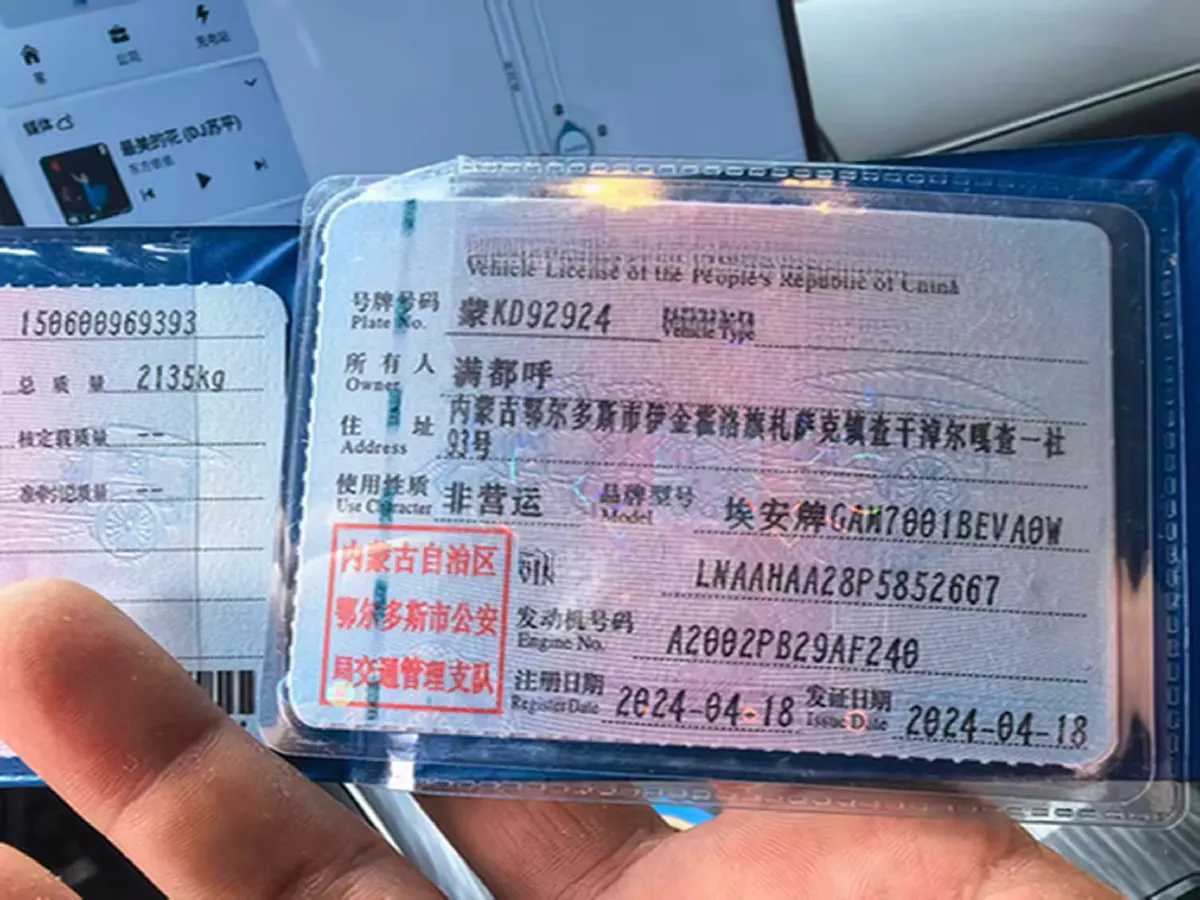 家
公司
充电站
媒体
最美的花 (DJ苏平)
150600969393
总质量 2135kg
核定载质量 --
准牵引总质量 --
Vehicle License of the People's Republic of China
号牌号码 蒙KD92924
Plate No. Vehicle Type
所有人 满都呼
Owner
住址 内蒙古鄂尔多斯市伊金霍洛旗札萨克镇查干淖尔嘎查一社
Address 93号
使用性质 非营运 品牌型号 埃安牌GAM7001BEVA0W
Use Character Model
内蒙古自治区
鄂尔多斯市公安
局交通管理支队
VIN LNAAHAA28P5852667
发动机号码 A2002PB29AF240
Engine No.
注册日期 2024-04-18 发证日期 2024-04-18
Register Date Issue Date